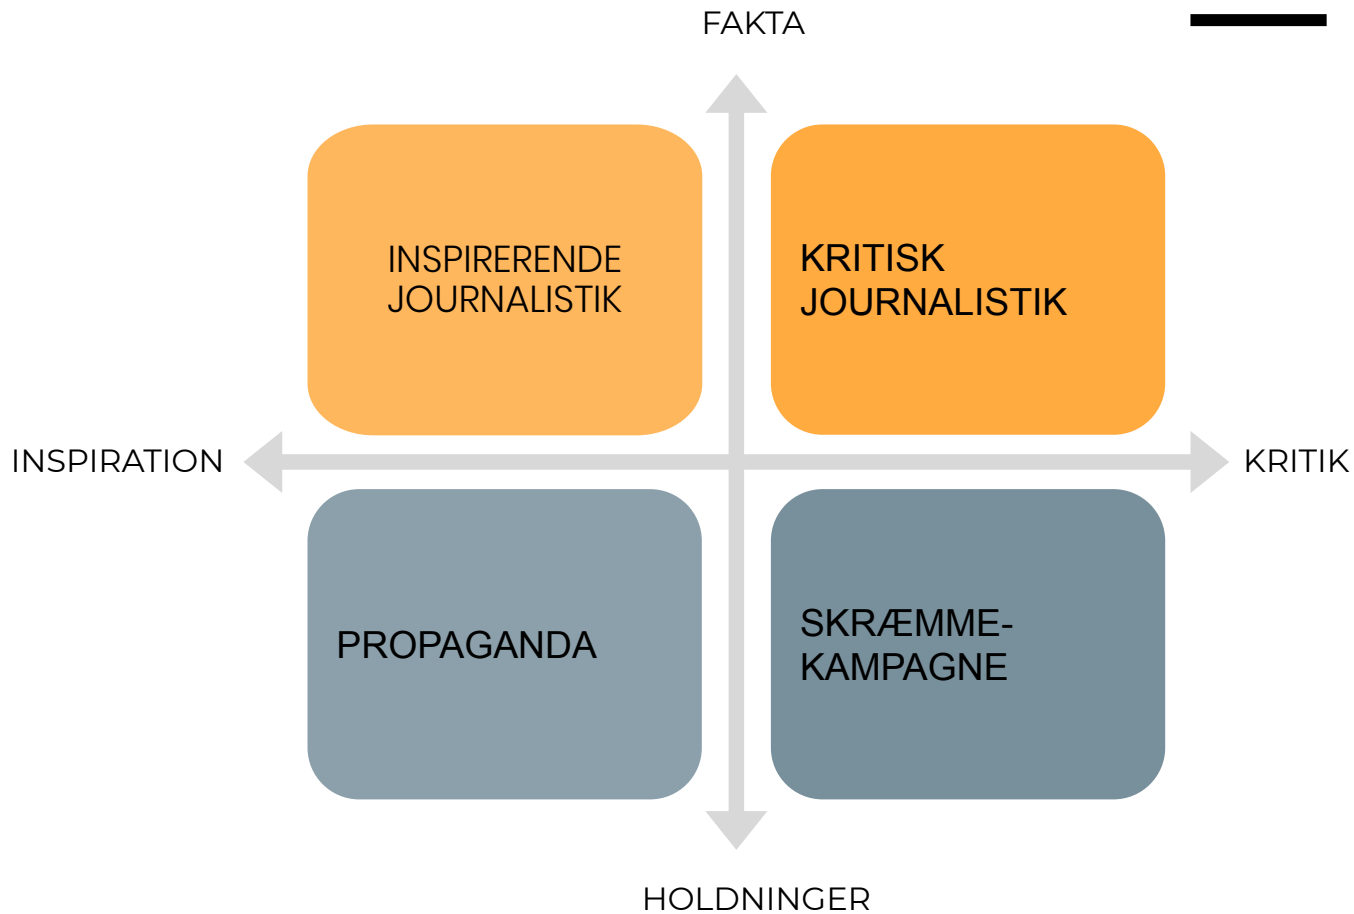 FAKTA
INSPIRERENDE
JOURNALISTIK
KRITISK
JOURNALISTIK
INSPIRATION
KRITIK
PROPAGANDA
SKRÆMME-
KAMPAGNE
HOLDNINGER